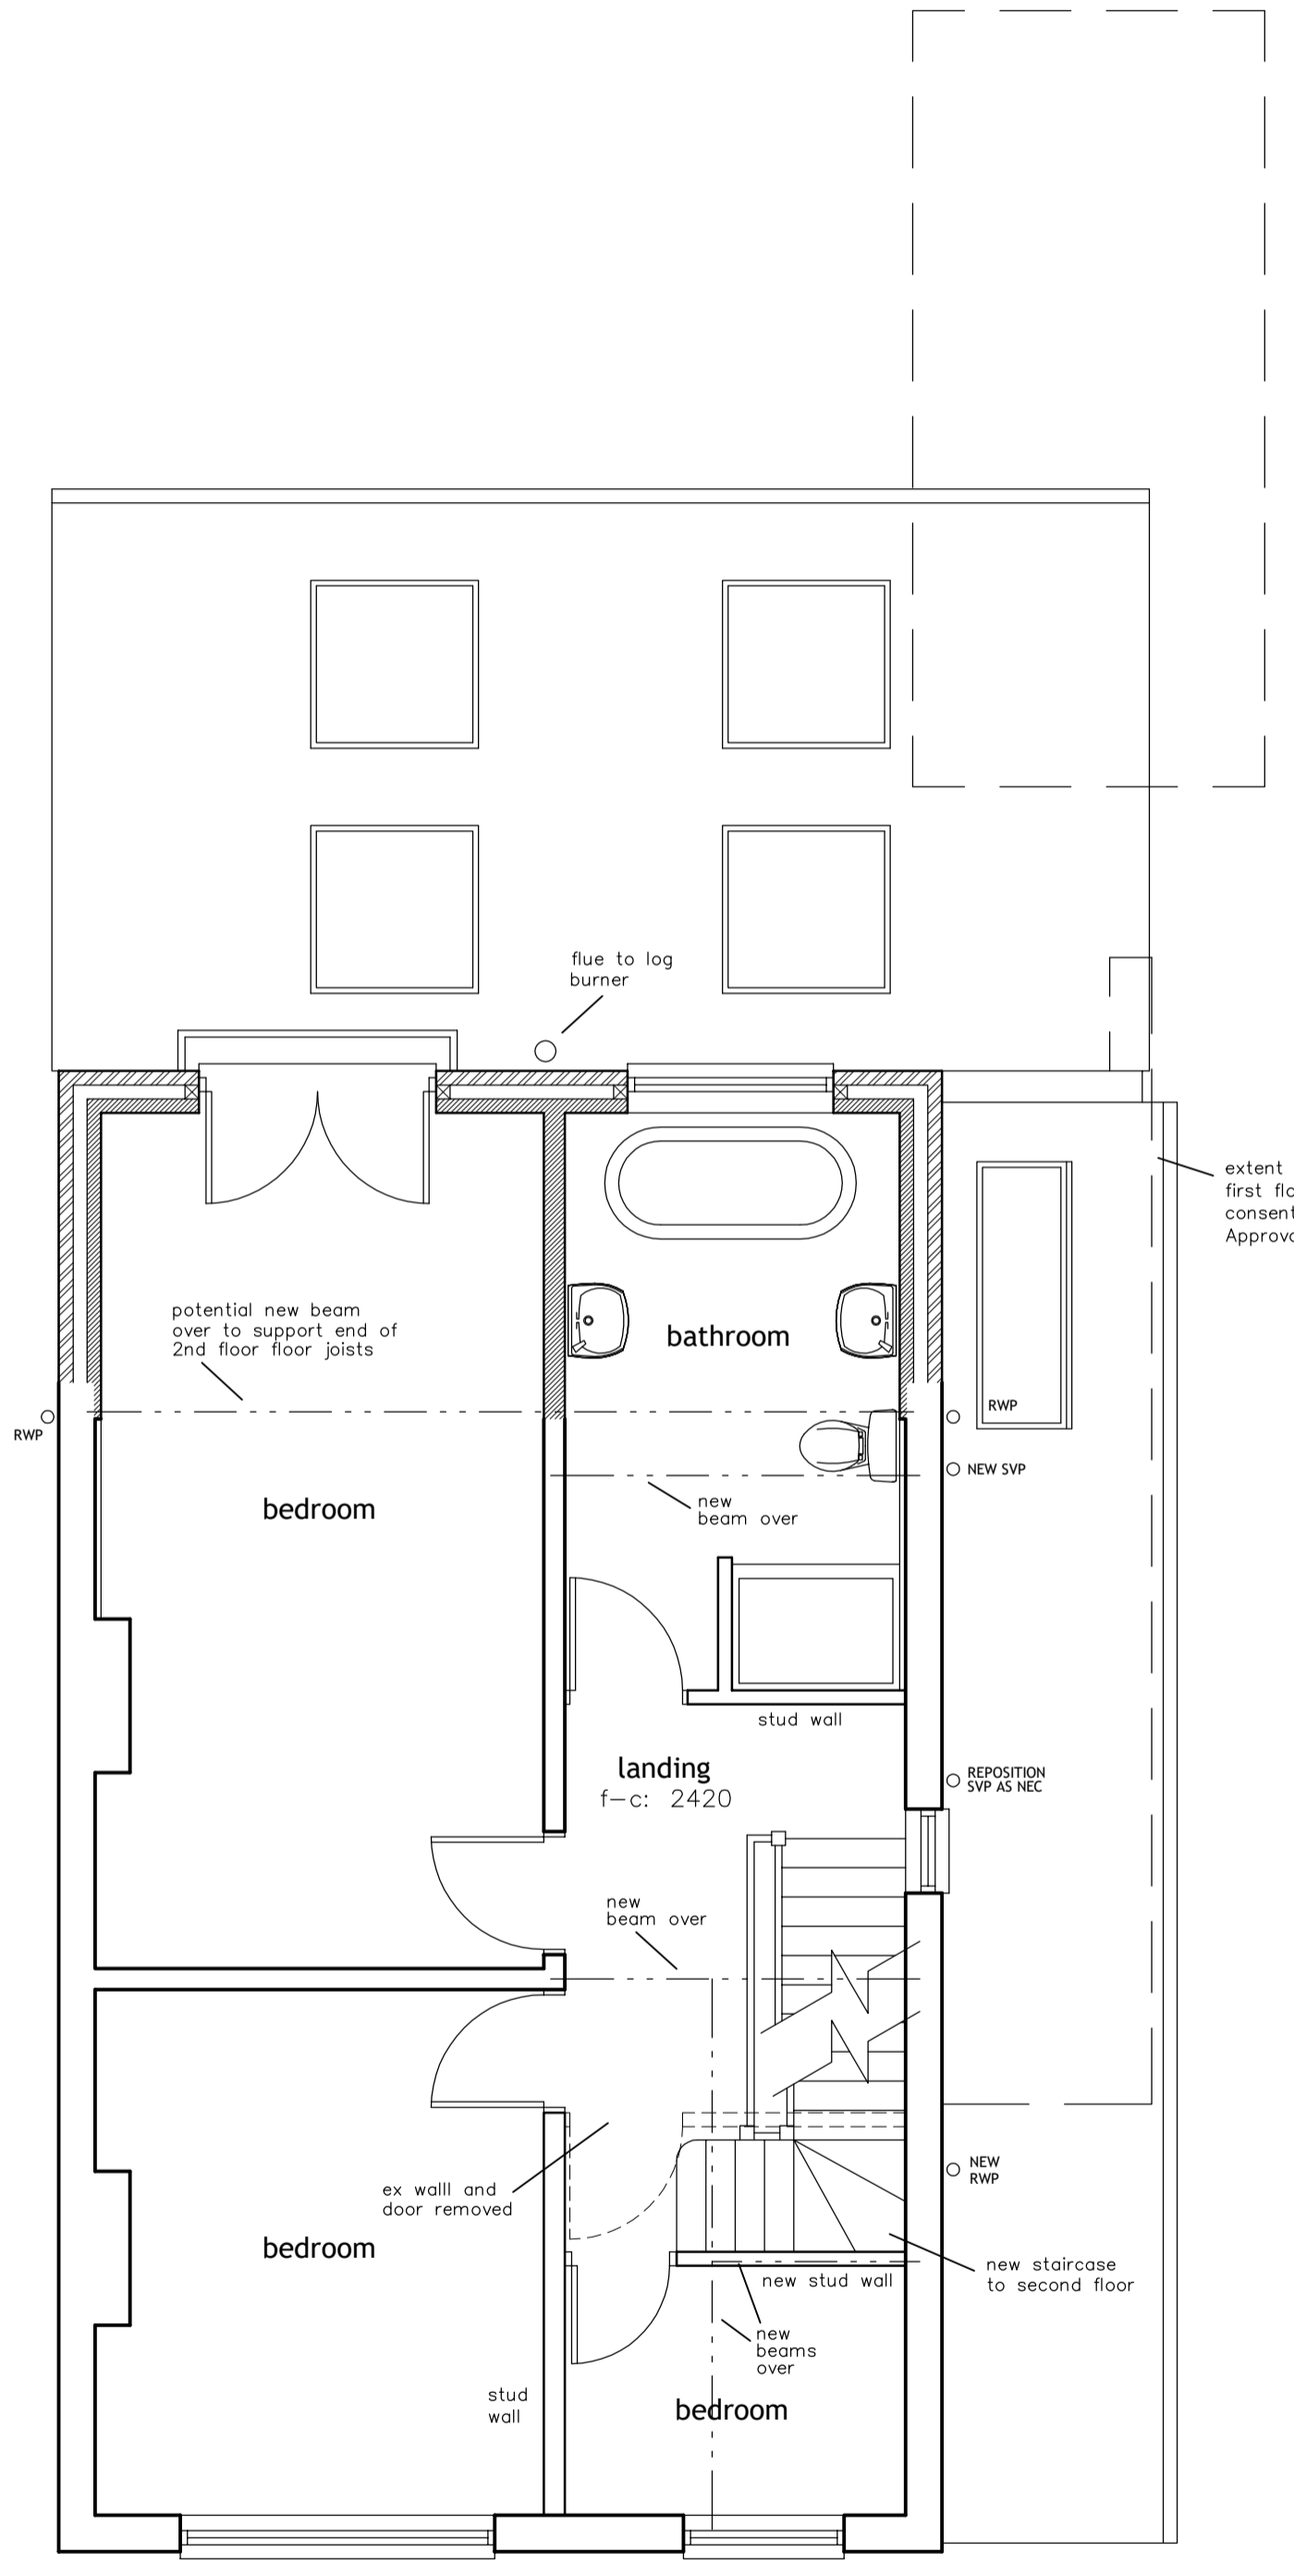 flue to log
burner
extent
first
consent
potential new beam
over to support end of
2nd floor floor joists
bathroom
RWP
RWP
NEW SVP
bedroom
new
beam over
stud wall
landing
f-c: 2420
REPOSITION
SVP AS NEC
new
beam over
NEW
RWP
ex walll and
door removed
bedroom
new staircase
to second floor
new stud wall
new
beams
over
stud
wall
bedroom